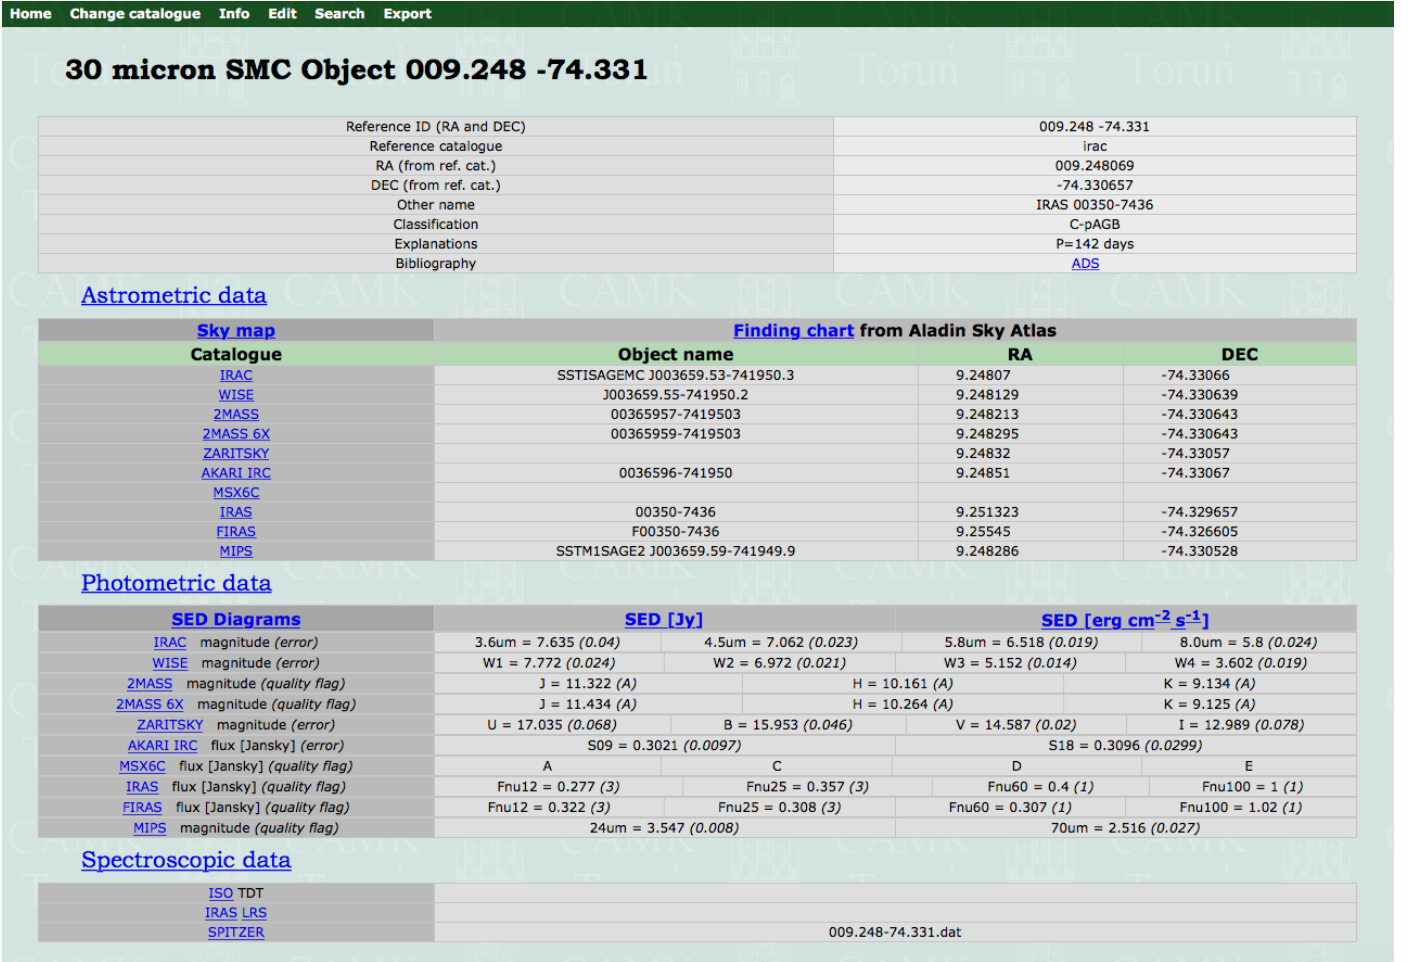 Home Change catalogue Info Edit Search Export
30 micron SMC Object 009.248 -74.331
Reference ID (RA and DEC) 009.248 -74.331
Reference catalogue irac
RA (from ref. cat.) 009.248069
DEC (from ref. cat.) -74.330657
Other name IRAS 00350-7436
Classification C-pAGB
Explanations P=142 days
Bibliography ADS
Astrometric data
Sky map Finding chart from Aladin Sky Atlas
Catalogue Object name RA DEC
IRAC SSTISAGEMC J003659.53-741950.3 9.24807 -74.33066
WISE J003659.55-741950.2 9.248129 -74.330639
2MASS 00365957-7419503 9.248213 -74.330643
2MASS 6X 00365959-7419503 9.248295 -74.330643
ZARITSKY 9.24832 -74.33057
AKARI IRC 0036596-741950 9.24851 -74.33067
MSX6C
IRAS 00350-7436 9.251323 -74.329657
FIRAS F00350-7436 9.25545 -74.326605
MIPS SSTM1SAGE2 J003659.59-741949.9 9.248286 -74.330528
Photometric data
SED Diagrams SED [Jy] SED [erg cm-2 s-1]
IRAC magnitude (error) 3.6um = 7.635 (0.04) 4.5um = 7.062 (0.023) 5.8um = 6.518 (0.019) 8.0um = 5.8 (0.024)
WISE magnitude (error) W1 = 7.772 (0.024) W2 = 6.972 (0.021) W3 = 5.152 (0.014) W4 = 3.602 (0.019)
2MASS magnitude (quality flag) J = 11.322 (A) H = 10.161 (A) K = 9.134 (A)
2MASS 6X magnitude (quality flag) J = 11.434 (A) H = 10.264 (A) K = 9.125 (A)
ZARITSKY magnitude (error) U = 17.035 (0.068) B = 15.953 (0.046) V = 14.587 (0.02) I = 12.989 (0.078)
AKARI IRC flux [Jansky] (error) S09 = 0.3021 (0.0097) S18 = 0.3096 (0.0299)
MSX6C flux [Jansky] (quality flag) A C D E
IRAS flux [Jansky] (quality flag) Fnu12 = 0.277 (3) Fnu25 = 0.357 (3) Fnu60 = 0.4 (1) Fnu100 = 1 (1)
FIRAS flux [Jansky] (quality flag) Fnu12 = 0.322 (3) Fnu25 = 0.308 (3) Fnu60 = 0.307 (1) Fnu100 = 1.02 (1)
MIPS magnitude (quality flag) 24um = 3.547 (0.008) 70um = 2.516 (0.027)
Spectroscopic data
ISO TDT
IRAS LRS
SPITZER 009.248-74.331.dat